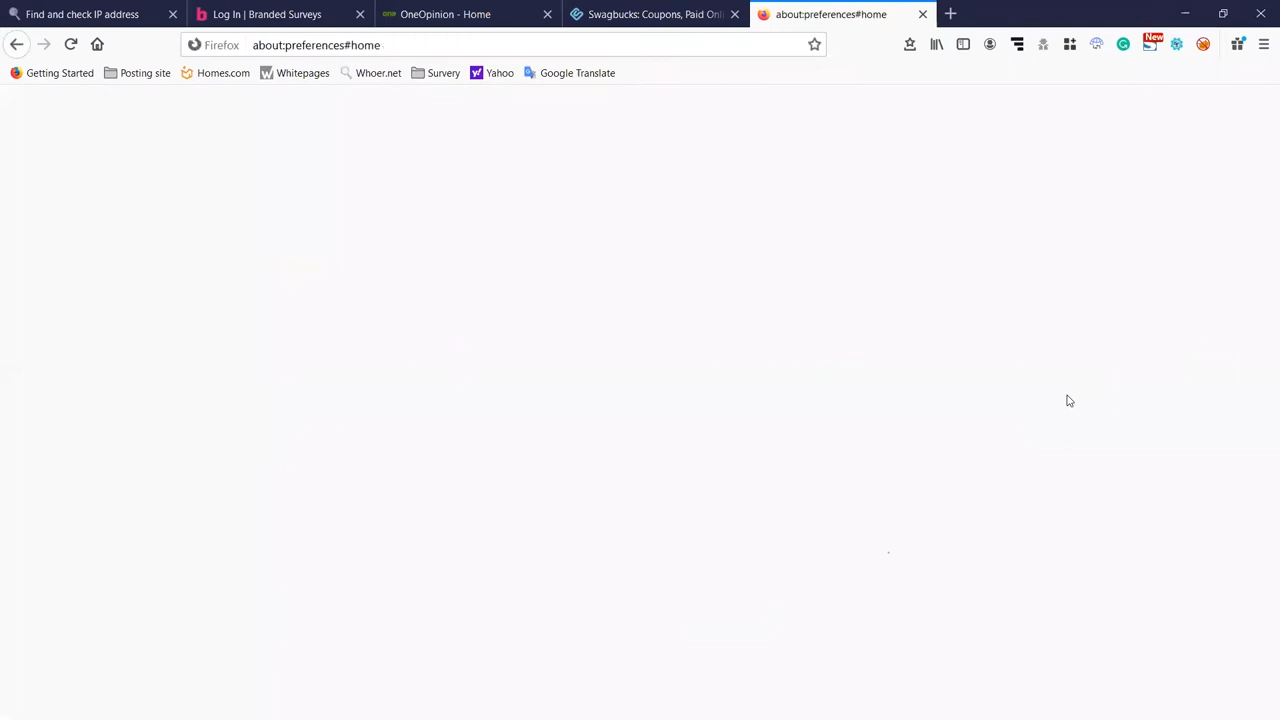 Find and check IP address
Log In | Branded Surveys
OneOpinion - Home
Swagbucks: Coupons, Paid Onli
about:preferences#home
Firefox
about:preferences#home
New
Getting Started
Posting site
Homes.com
Whitepages
Whoer.net
Survery
Yahoo
Google Translate